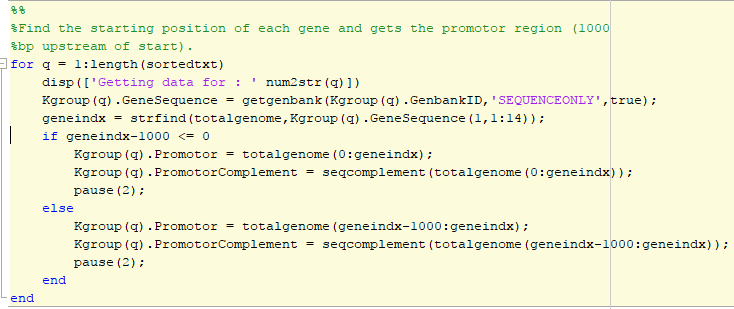 %%
%Find the starting position of each gene and gets the promotor region (1000
%bp upstream of start).
for q = 1:length(sortedtxt)
    disp(['Getting data for : ' num2str(q)])
    Kgroup(q).GeneSequence = getgenbank(Kgroup(q).GenbankID,'SEQUENCEONLY',true);
    geneindx = strfind(totalgenome,Kgroup(q).GeneSequence(1,1:14));
    if geneindx-1000 <= 0
        Kgroup(q).Promotor = totalgenome(0:geneindx);
        Kgroup(q).PromotorComplement = seqcomplement(totalgenome(0:geneindx));
        pause(2);
    else
        Kgroup(q).Promotor = totalgenome(geneindx-1000:geneindx);
        Kgroup(q).PromotorComplement = seqcomplement(totalgenome(geneindx-1000:geneindx));
        pause(2);
    end
end